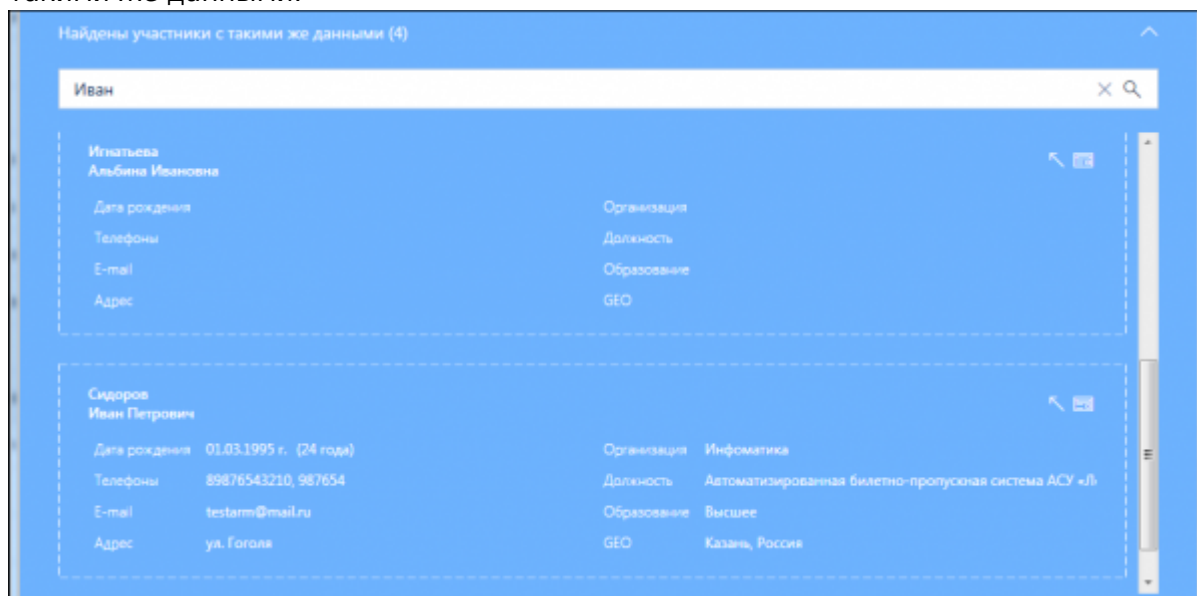 Найдены участники с такими же данными (4)
Иван
Игнатьева
Альбина Ивановна
Дата рождения Организация
Телефоны Должность
E-mail Образование
Адрес GEO
Сидоров
Иван Петрович
Дата рождения 01.03.1995 г. (24 года) Организация Инфоматика
Телефоны 89876543210, 987654 Должность Автоматизированная билетно-пропускная система АСУ
E-mail testarm@mail.ru Образование Высшее
Адрес ул. Гоголя GEO Казань, Россия